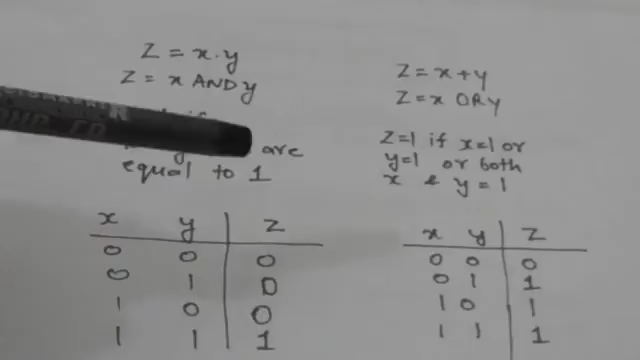 Z = x.y
Z = x AND y
are
equal to 1
x y Z
0 0 0
0 1 0
1 0 0
1 1 1
Z = x+y
Z = x OR y
Z=1 if x=1 or
y=1 or both
x & y = 1
x y Z
0 0 0
0 1 1
1 0 1
1 1 1